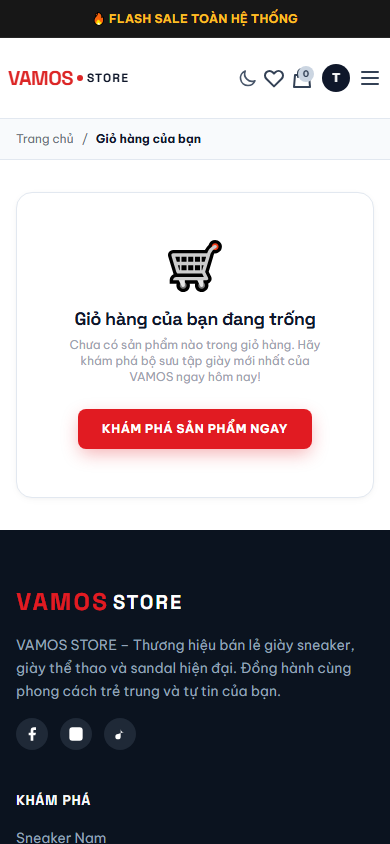 🔥 FLASH SALE TOÀN HỆ THỐNG
VAMOS STORE
0
T
Trang chủ / Giỏ hàng của bạn
Giỏ hàng của bạn đang trống
Chưa có sản phẩm nào trong giỏ hàng. Hãy
khám phá bộ sưu tập giày mới nhất của
VAMOS ngay hôm nay!
KHÁM PHÁ SẢN PHẨM NGAY
VAMOS STORE
VAMOS STORE – Thương hiệu bán lẻ giày sneaker,
giày thể thao và sandal hiện đại. Đồng hành cùng
phong cách trẻ trung và tự tin của bạn.
KHÁM PHÁ
Sneaker Nam